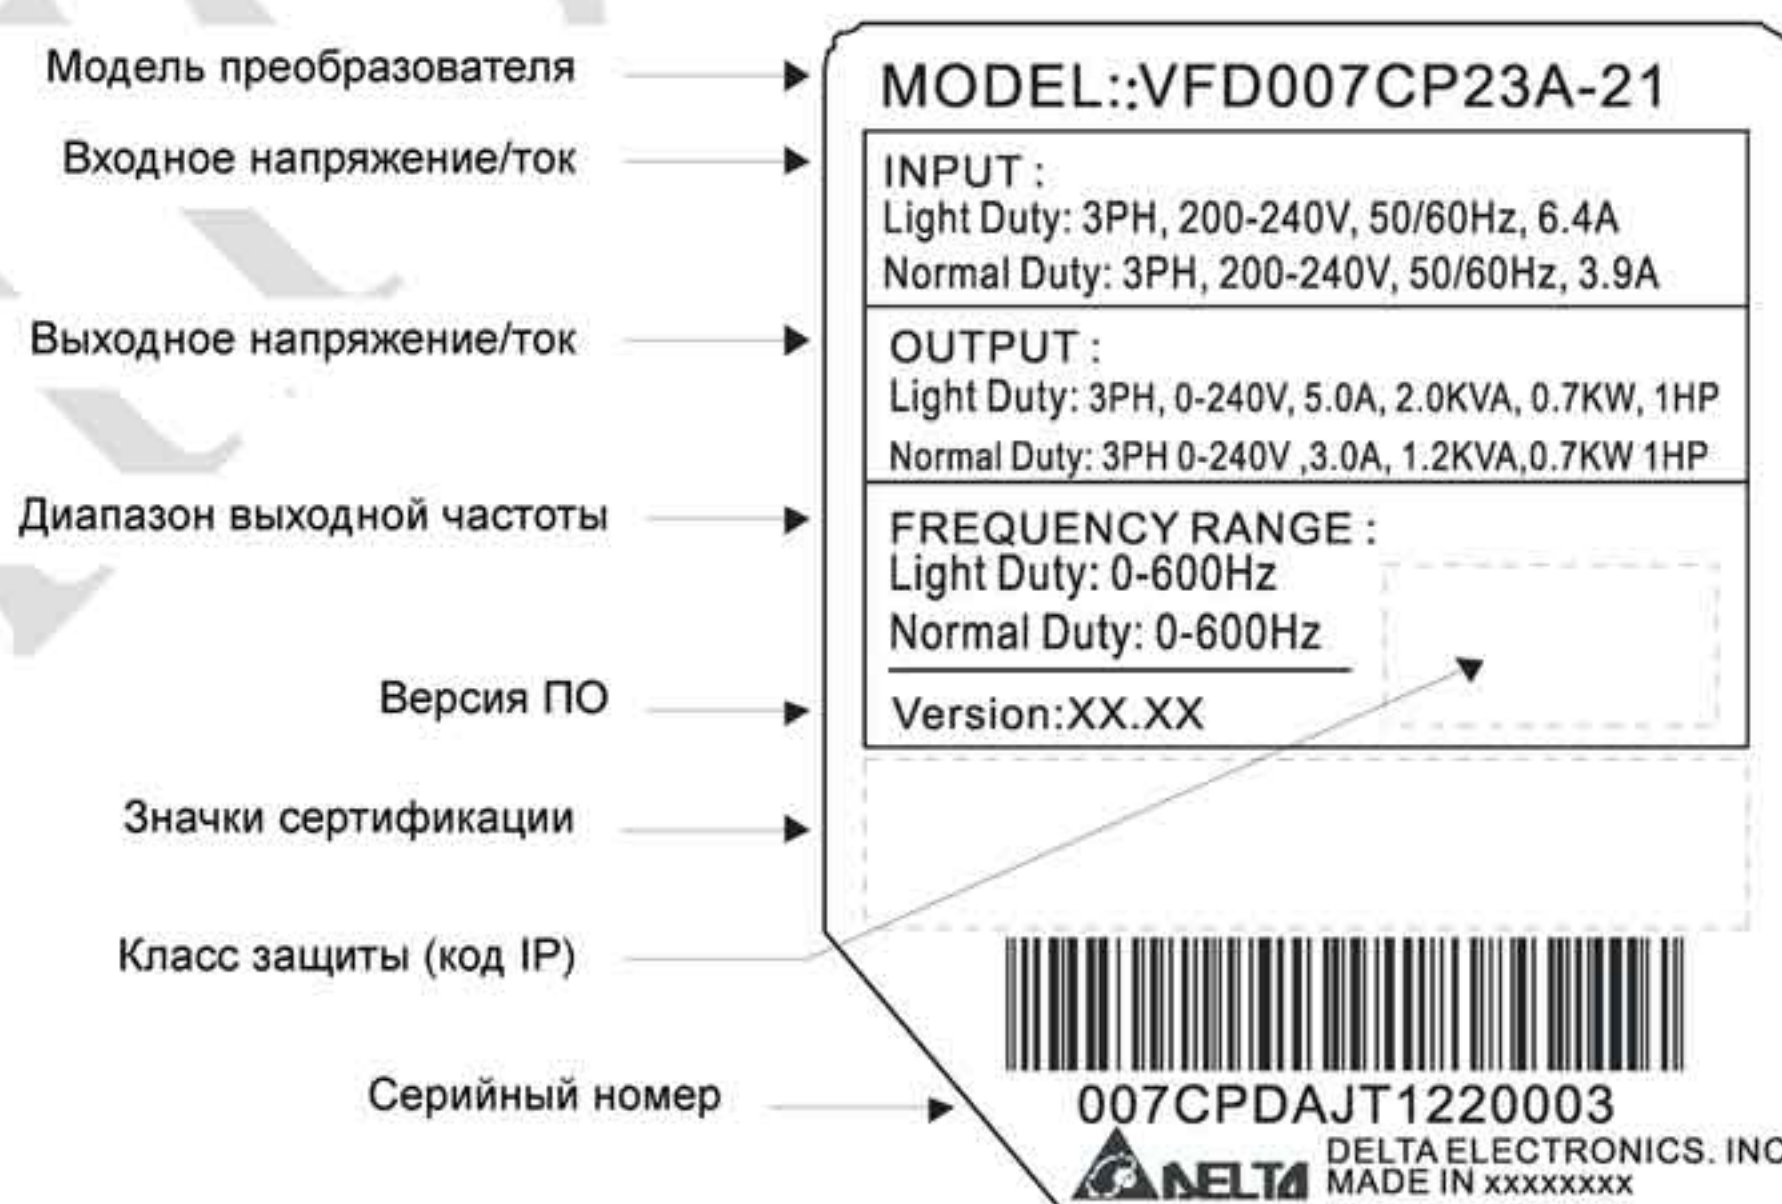 Модель преобразователя
MODEL::VFD007CP23A-21
Входное напряжение/ток
INPUT :
Light Duty: 3PH, 200-240V, 50/60Hz, 6.4A
Normal Duty: 3PH, 200-240V, 50/60Hz, 3.9A
Выходное напряжение/ток
OUTPUT :
Light Duty: 3PH, 0-240V, 5.0A, 2.0KVA, 0.7KW, 1HP
Normal Duty: 3PH 0-240V ,3.0A, 1.2KVA,0.7KW 1HP
Диапазон выходной частоты
FREQUENCY RANGE :
Light Duty: 0-600Hz
Normal Duty: 0-600Hz
Версия ПО
Version:XX.XX
Значки сертификации
Класс защиты (код IP)
Серийный номер
007CPDAJT1220003
DELTA
DELTA ELECTRONICS. INC
MADE IN xxxxxxxx